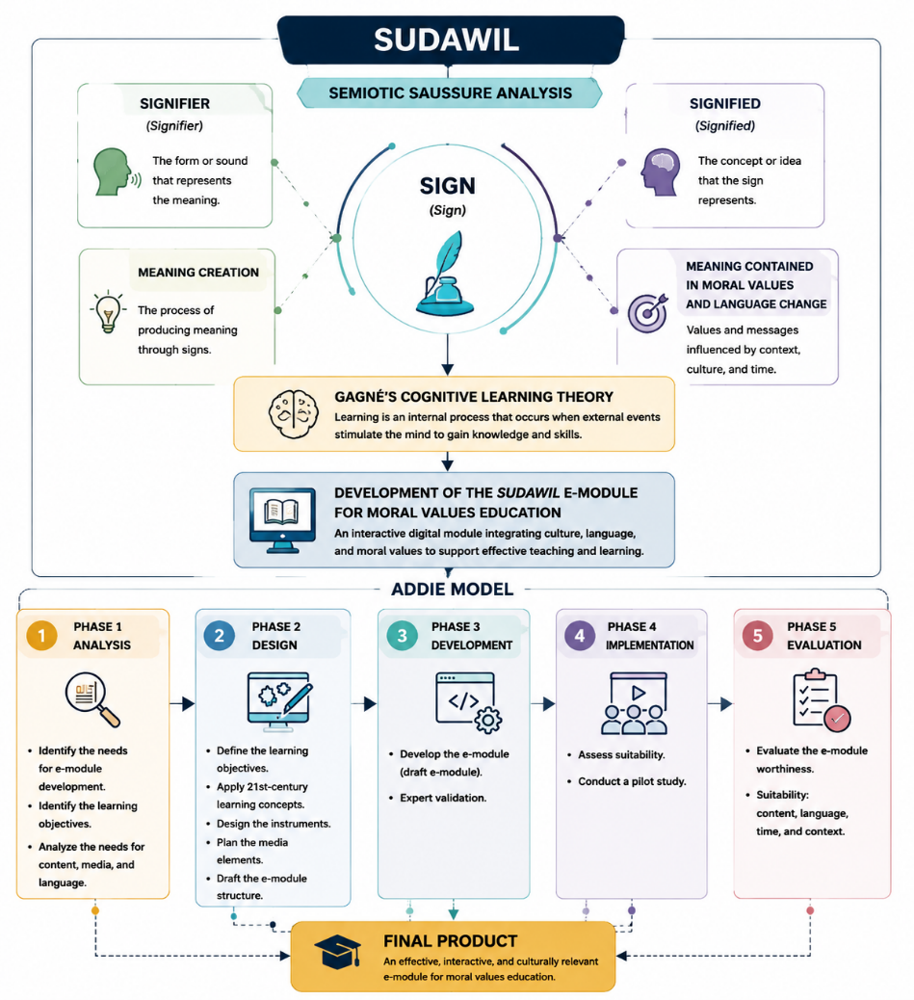 SUDAWIL
SEMIOTIC SAUSSURE ANALYSIS
SIGNIFIER
(Signifier)
The form or sound
that represents
the meaning.
SIGN
(Sign)
SIGNIFIED
(Signified)
The concept or idea
that the sign
represents.
MEANING CREATION
The process of
producing meaning
through signs.
MEANING CONTAINED
IN MORAL VALUES
AND LANGUAGE CHANGE
Values and messages
influenced by context,
culture, and time.
GAGNÉ'S COGNITIVE LEARNING THEORY
Learning is an internal process that occurs when external events
stimulate the mind to gain knowledge and skills.
DEVELOPMENT OF THE SUDAWIL E-MODULE
FOR MORAL VALUES EDUCATION
An interactive digital module integrating culture, language,
and moral values to support effective teaching and learning.
ADDIE MODEL
1
PHASE 1
ANALYSIS
• Identify the needs
for e-module
development.
• Identify the learning
objectives.
• Analyze the needs for
content, media, and
language.
2
PHASE 2
DESIGN
• Define the learning
objectives.
• Apply 21st-century
learning concepts.
• Design the instruments.
• Plan the media
elements.
• Draft the e-module
structure.
3
PHASE 3
DEVELOPMENT
</>
• Develop the e-module
(draft e-module).
• Expert validation.
4
PHASE 4
IMPLEMENTATION
• Assess suitability.
• Conduct a pilot study.
5
PHASE 5
EVALUATION
• Evaluate the e-module
worthiness.
• Suitability:
content, language,
time, and context.
FINAL PRODUCT
An effective, interactive, and culturally relevant
e-module for moral values education.